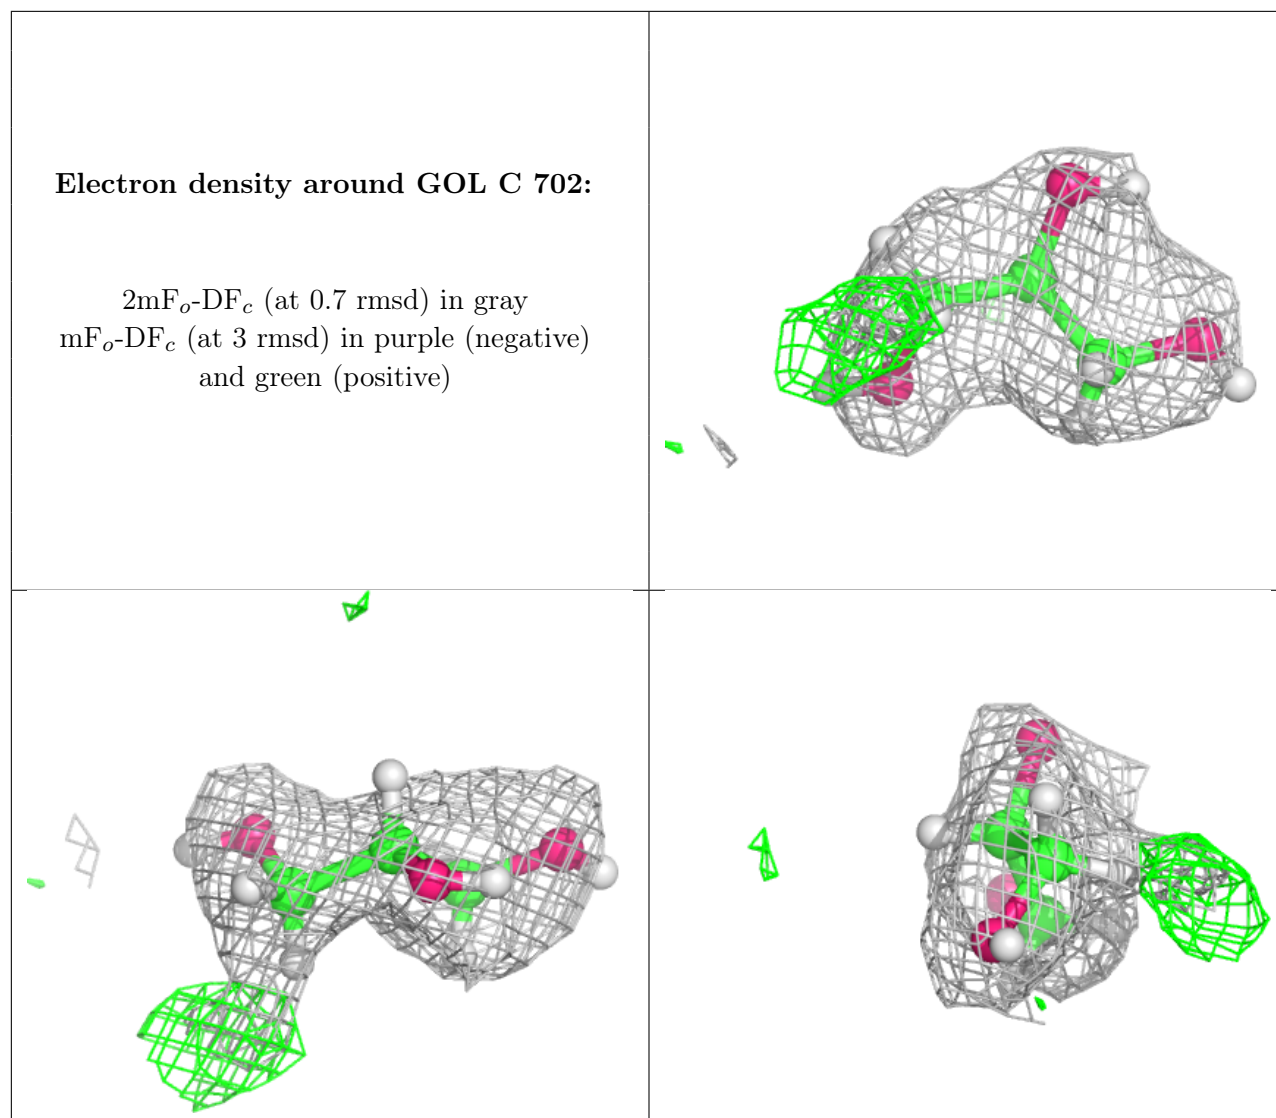 Electron density around GOL C 702:
2mFo-DFc (at 0.7 rmsd) in gray
mFo-DFc (at 3 rmsd) in purple (negative)
and green (positive)